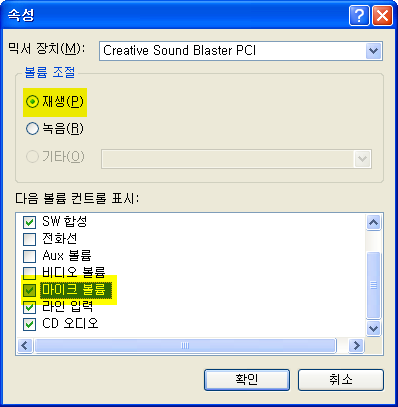 속성
믹서 장치(M): Creative Sound Blaster PCI
볼륨 조절
재생(P)
녹음(R)
기타(O)
다음 볼륨 컨트롤 표시:
SW 합성
전화선
Aux 볼륨
비디오 볼륨
마이크 볼륨
라인 입력
CD 오디오
확인 취소